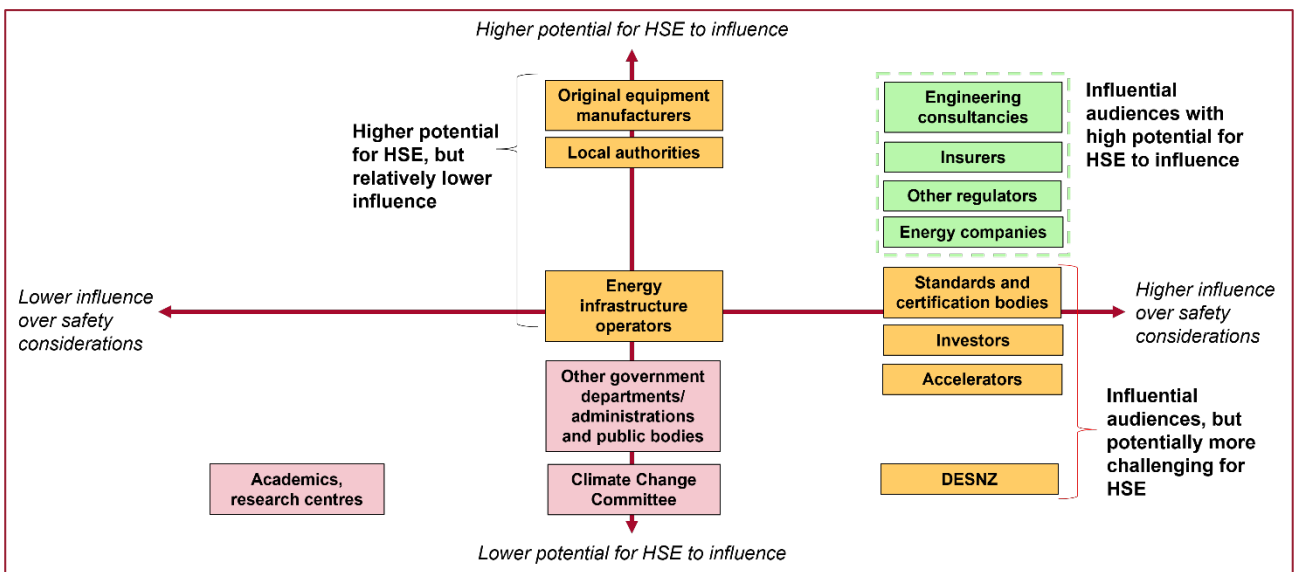 Higher potential for HSE to influence
Original equipment
manufacturers
Local authorities
Higher potential
for HSE, but
relatively lower
influence
Engineering
consultancies
Insurers
Other regulators
Energy companies
Influential
audiences with
high potential for
HSE to influence
Lower influence
over safety
considerations
Energy
infrastructure
operators
Standards and
certification bodies
Investors
Accelerators
Higher influence
over safety
considerations
Other government
departments/
administrations
and public bodies
Influential
audiences, but
potentially more
challenging for
HSE
Academics,
research centres
Climate Change
Committee
DESNZ
Lower potential for HSE to influence